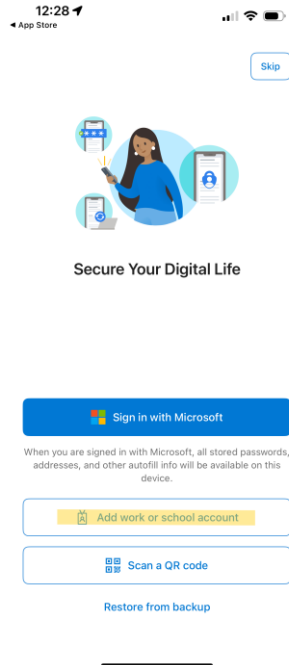 12:28
App Store
Skip
Secure Your Digital Life
Sign in with Microsoft
When you are signed in with Microsoft, all stored passwords,
addresses, and other autofill info will be available on this
device.
Add work or school account
Scan a QR code
Restore from backup